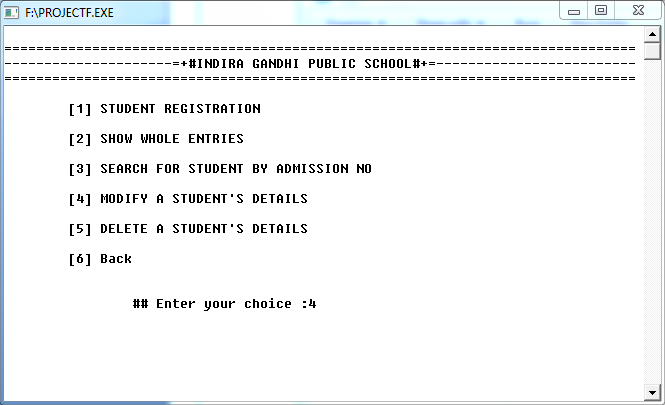 F:\PROJECTF.EXE
===============================================================================
---------------------=+#INDIRA GANDHI PUBLIC SCHOOL#+=-------------------------
===============================================================================
[1] STUDENT REGISTRATION
[2] SHOW WHOLE ENTRIES
[3] SEARCH FOR STUDENT BY ADMISSION NO
[4] MODIFY A STUDENT'S DETAILS
[5] DELETE A STUDENT'S DETAILS
[6] Back
## Enter your choice :4